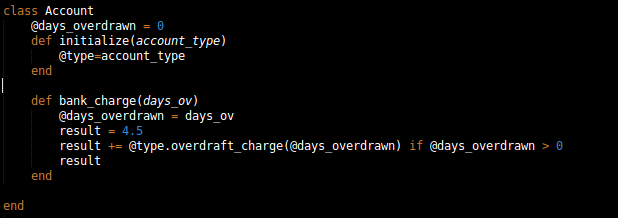 class Account
    @days_overdrawn = 0
    def initialize(account_type)
        @type=account_type
    end

    def bank_charge(days_ov)
        @days_overdrawn = days_ov
        result = 4.5
        result += @type.overdraft_charge(@days_overdrawn) if @days_overdrawn > 0
        result
    end

end